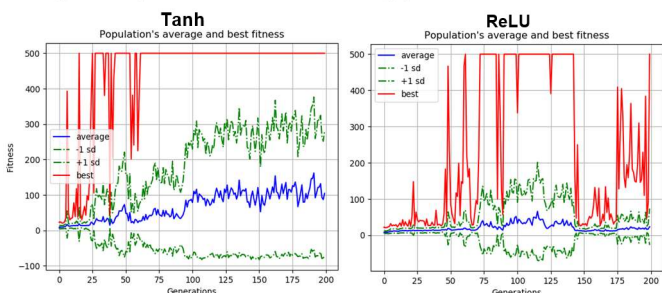 Tanh
Population's average and best fitness
Fitness
500
400
300
200
100
0
−100
average
-1 sd
+1 sd
best
0
25
50
75
100
125
150
175
200
Generations
ReLU
Population's average and best fitness
500
400
300
200
100
0
average
-1 sd
+1 sd
best
0
25
50
75
100
125
150
175
200
Generations